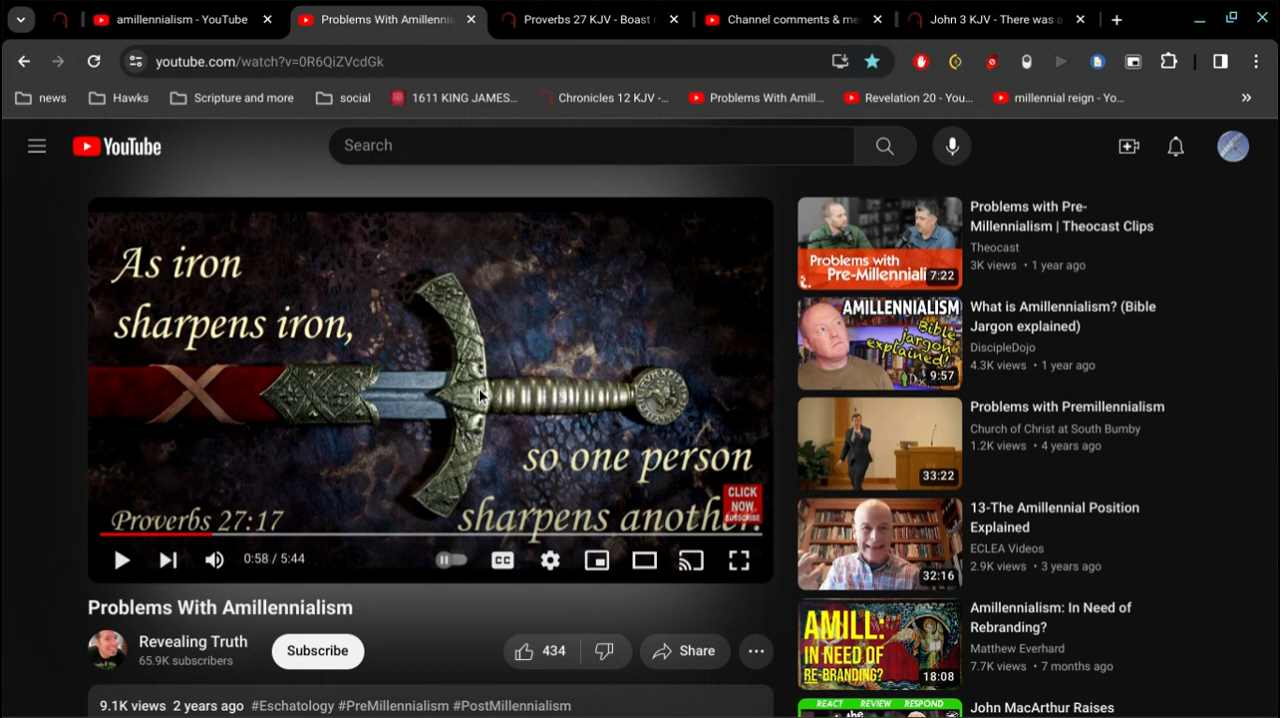 amillennialism - YouTube
Problems With Amillennia
Proverbs 27 KJV - Boast
Channel comments & me
John 3 KJV - There was a
youtube.com/watch?v=0R6QiZVcdGk
news
Hawks
Scripture and more
social
1611 KING JAMES...
Chronicles 12 KJV -...
Problems With Amill...
Revelation 20 - You...
millennial reign - Yo...
YouTube
Search
As iron
sharpens iron,
so one person
sharpens another.
Proverbs 27:17
CLICK
NOW
SUBSCRIBE
0:58 / 5:44
CC
Problems With Amillennialism
Revealing Truth
65.9K subscribers
Subscribe
434
Share
9.1K views 2 years ago #Eschatology #PreMillennialism #PostMillennialism
Problems with
Pre-Millenniali
7:22
Problems with Pre-
Millennialism | Theocast Clips
Theocast
3K views • 1 year ago
AMILLENNIALISM
Bible
jargon
explained!
9:57
What is Amillennialism? (Bible
Jargon explained)
DiscipleDojo
4.3K views • 1 year ago
33:22
Problems with Premillennialism
Church of Christ at South Bumby
1.2K views • 4 years ago
32:16
13-The Amillennial Position
Explained
ECLEA Videos
2.9K views • 3 years ago
AMILL:
IN NEED OF
RE-BRANDING?
18:08
Amillennialism: In Need of
Rebranding?
Matthew Everhard
7.7K views • 7 months ago
REACT REVIEW RESPOND
John MacArthur Raises